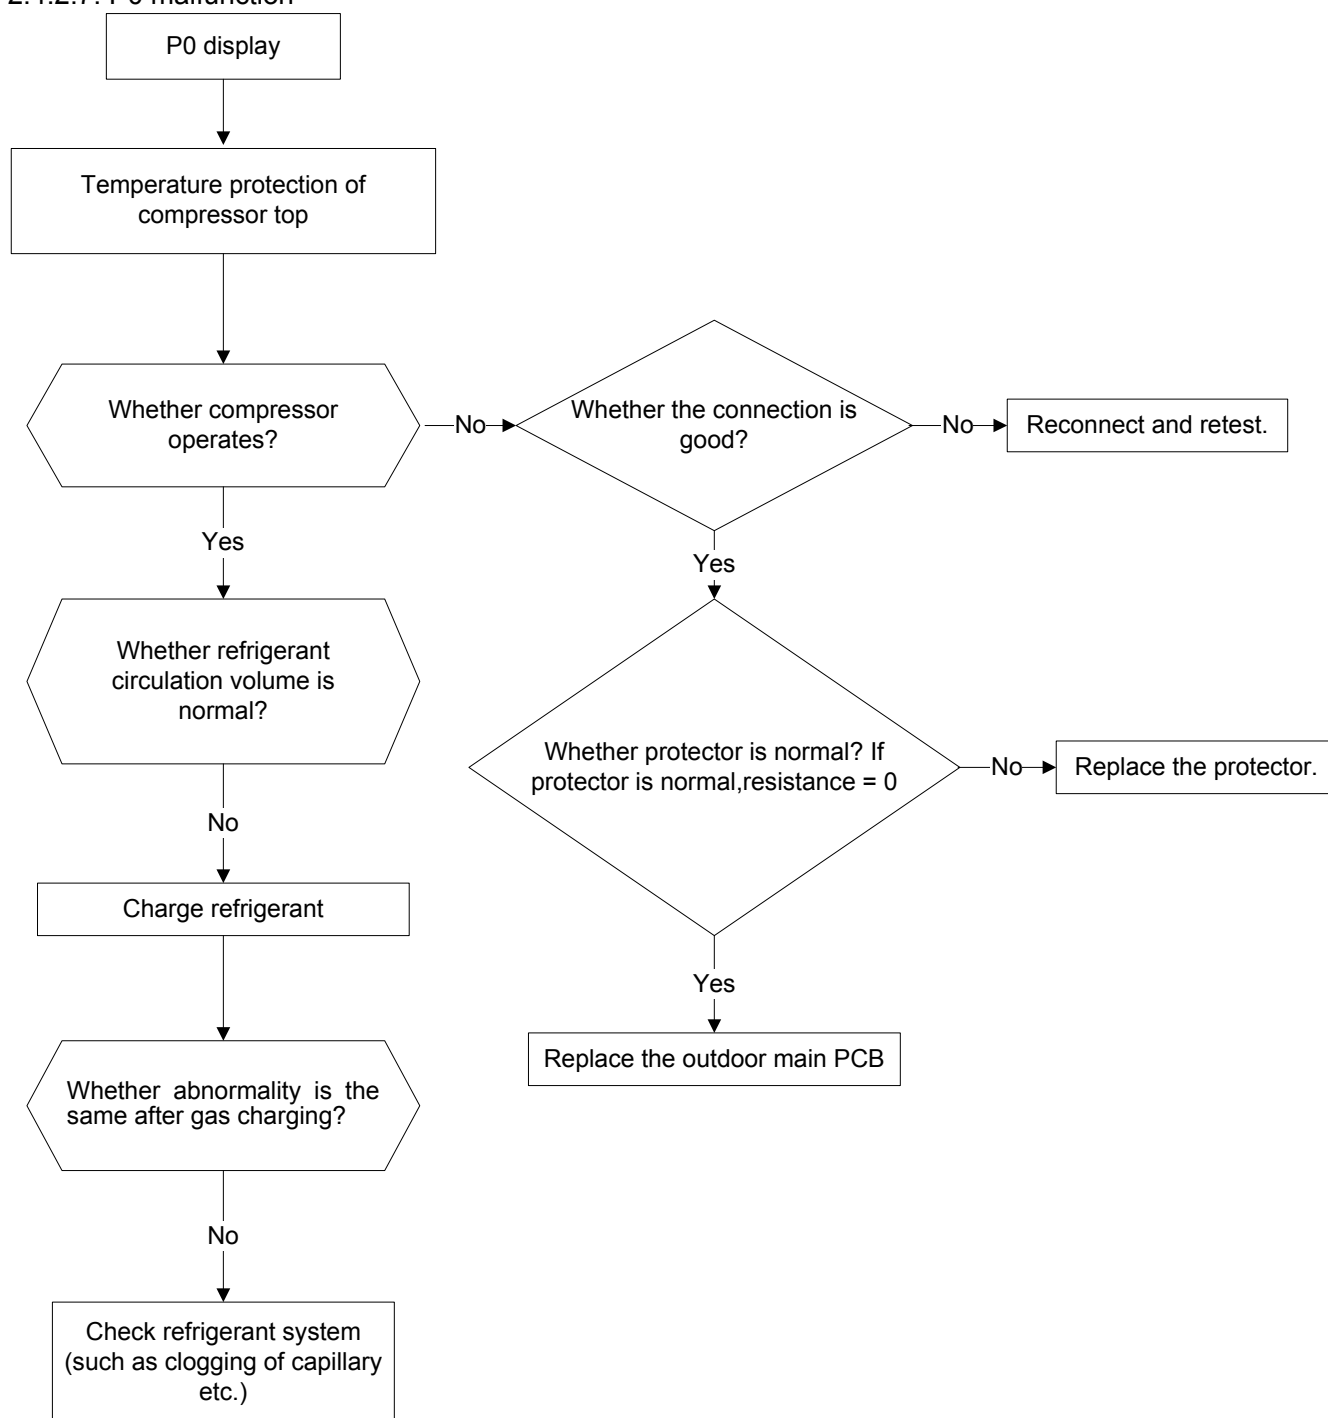 P0 display
Temperature protection of
compressor top
Whether compressor
operates?
No
Whether the connection is
good?
No
Reconnect and retest.
Yes
Yes
Whether refrigerant
circulation volume is
normal?
Whether protector is normal? If
protector is normal,resistance = 0
No
Replace the protector.
No
Charge refrigerant
Yes
Replace the outdoor main PCB
Whether abnormality is the
same after gas charging?
No
Check refrigerant system
(such as clogging of capillary
etc.)